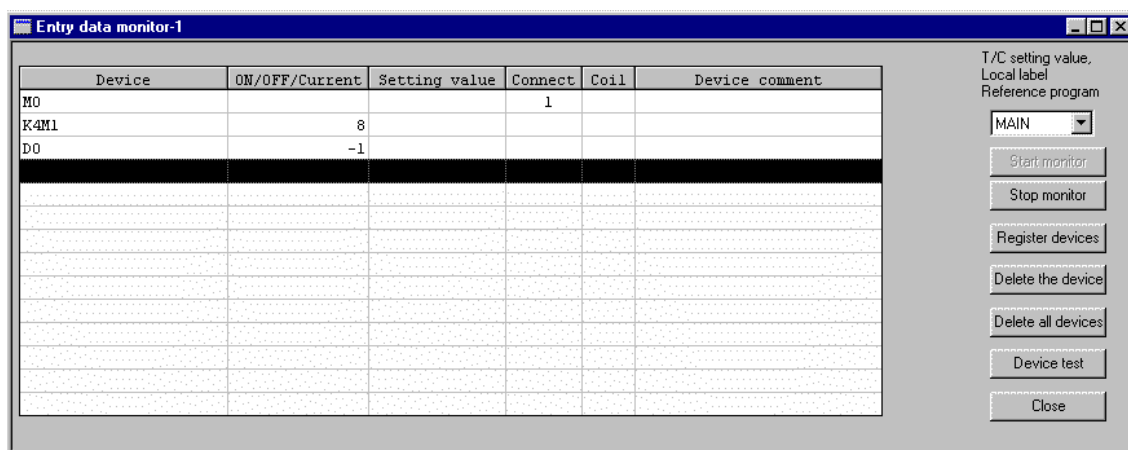 Entry data monitor-1
T/C setting value,
Local label
Reference program
Device ON/OFF/Current Setting value Connect Coil Device comment
M0 1
K4M1 8
D0 -1
MAIN
Start monitor
Stop monitor
Register devices
Delete the device
Delete all devices
Device test
Close